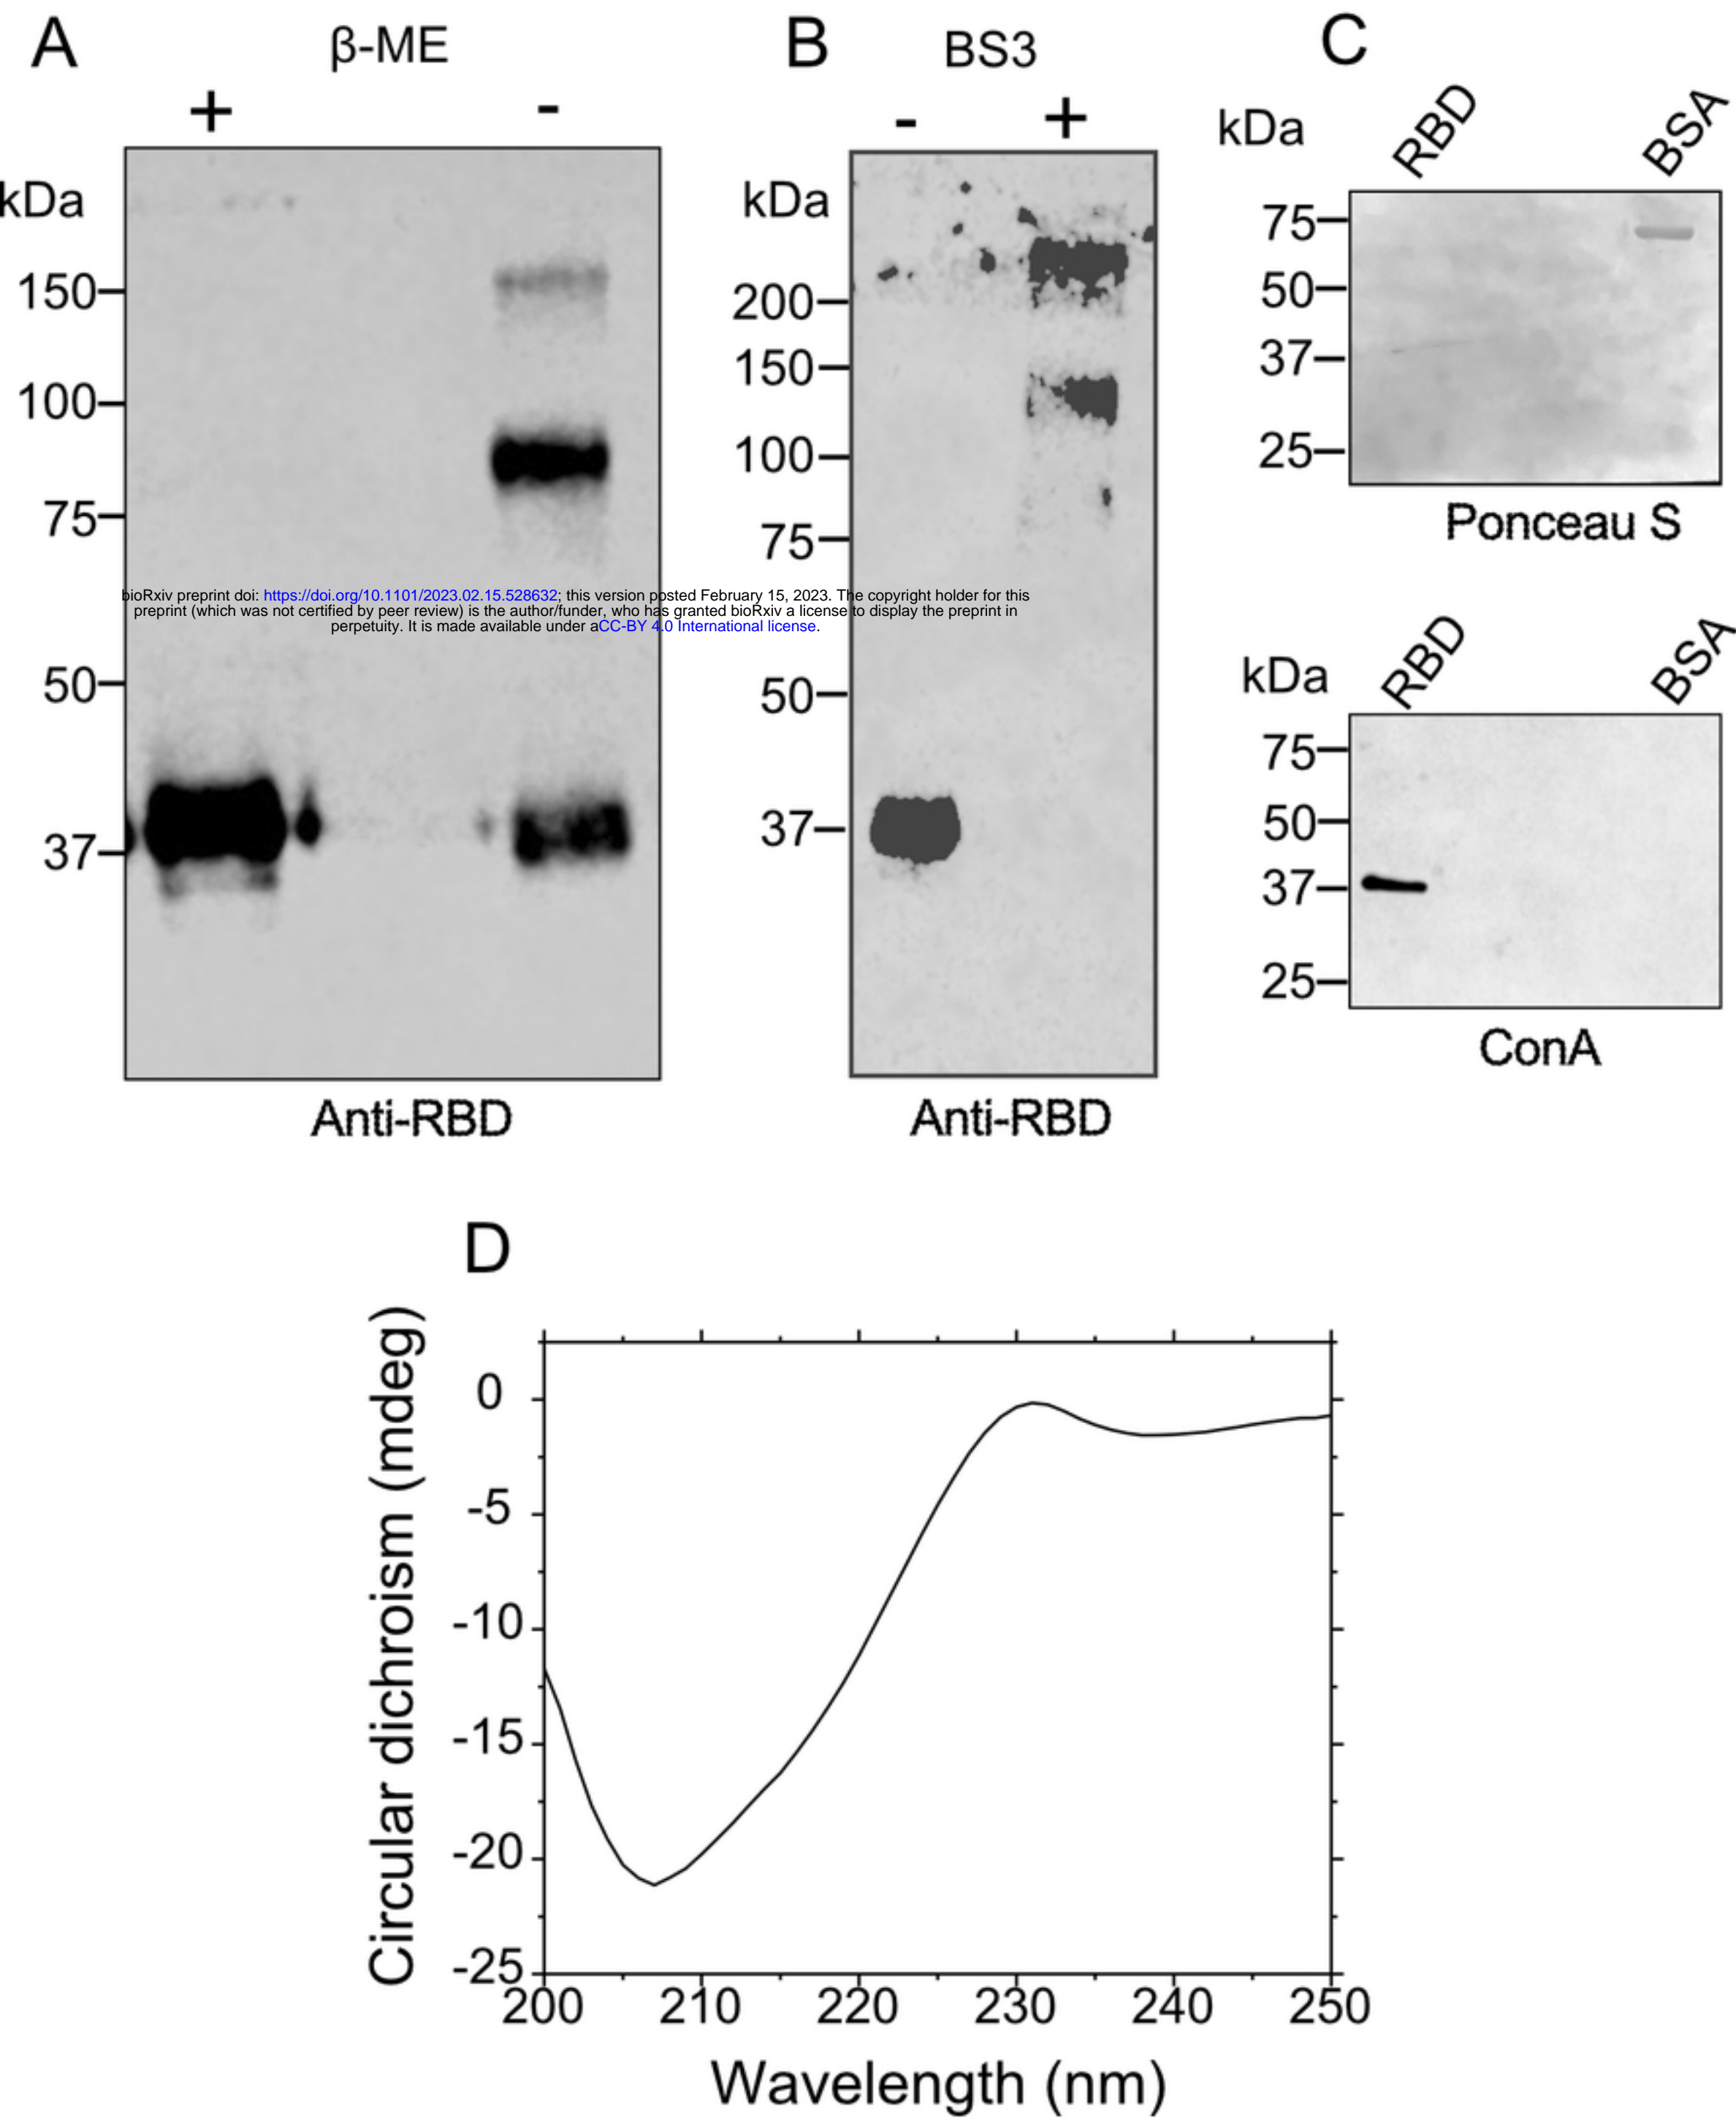 A
β-ME
+ -
kDa
150
100
75
50
37
Anti-RBD
B
BS3
- +
kDa
200
150
100
75
50
37
Anti-RBD
C
kDa RBD BSA
75
50
37
25
Ponceau S
kDa RBD BSA
75
50
37
25
ConA
bioRxiv preprint doi: https://doi.org/10.1101/2023.02.15.528632; this version posted February 15, 2023. The copyright holder for this
preprint (which was not certified by peer review) is the author/funder, who has granted bioRxiv a license to display the preprint in
perpetuity. It is made available under aCC-BY 4.0 International license.
D
Circular dichroism (mdeg)
0
-5
-10
-15
-20
-25
200 210 220 230 240 250
Wavelength (nm)